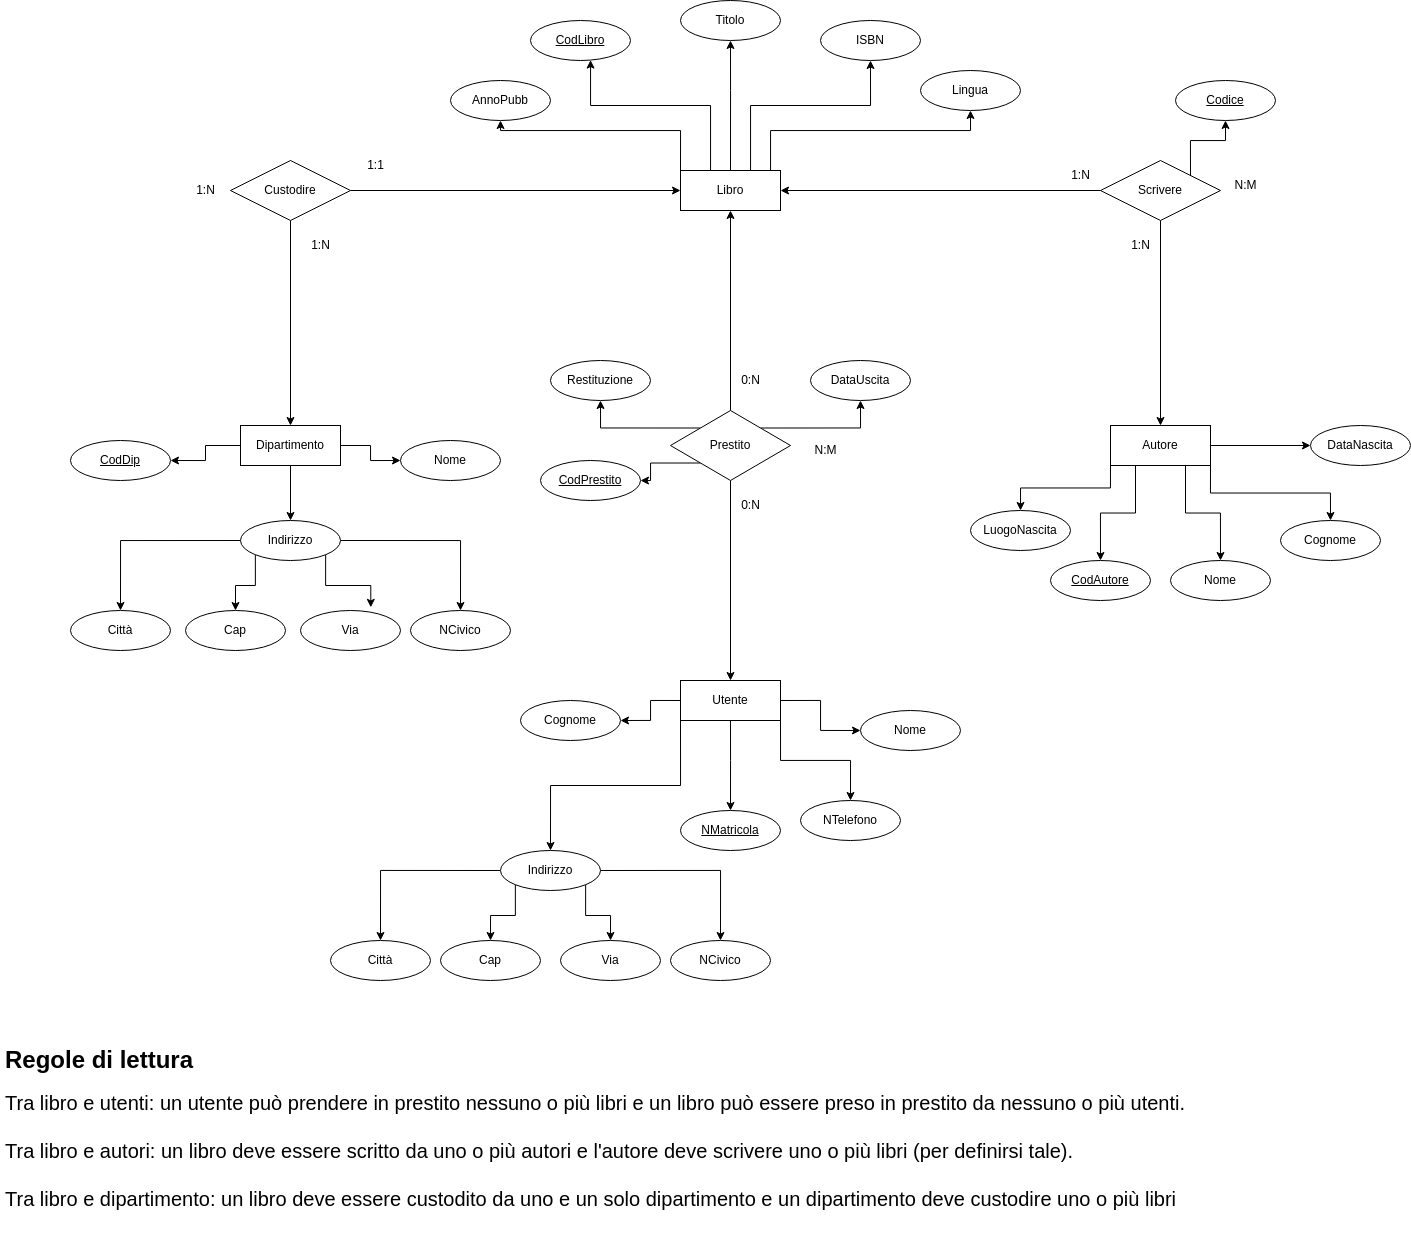 Titolo
CodLibro
ISBN
Lingua
AnnoPubb
Codice
1:1
1:N
Custodire
Libro
1:N
Scrivere
N:M
1:N
1:N
Restituzione
0:N
DataUscita
Dipartimento
Prestito
N:M
Autore
DataNascita
CodDip
Nome
CodPrestito
0:N
LuogoNascita
Indirizzo
Cognome
CodAutore
Nome
Città
Cap
Via
NCivico
Utente
Cognome
Nome
NMatricola
NTelefono
Indirizzo
Città
Cap
Via
NCivico
Regole di lettura
Tra libro e utenti: un utente può prendere in prestito nessuno o più libri e un libro può essere preso in prestito da nessuno o più utenti.
Tra libro e autori: un libro deve essere scritto da uno o più autori e l'autore deve scrivere uno o più libri (per definirsi tale).
Tra libro e dipartimento: un libro deve essere custodito da uno e un solo dipartimento e un dipartimento deve custodire uno o più libri